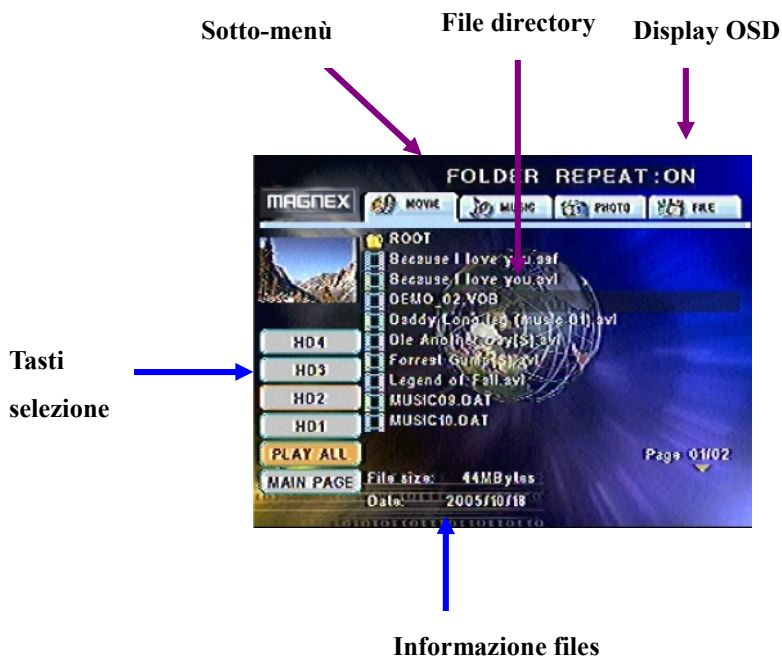 Sotto-menù
File directory
Display OSD
FOLDER REPEAT:ON
MAGNEX
MOVIE
MUSIC
PHOTO
FILE
ROOT
Because I love you.asf
Because I love you.avi
DEMO_02.VOB
Daddy Long leg (music 01).avi
Die Another Day(S).avi
Forrest Gump(S).avi
Legend of Fall.avi
MUSIC09.DAT
MUSIC10.DAT
Tasti
selezione
HD4
HD3
HD2
HD1
PLAY ALL
MAIN PAGE
Page 01/02
File size: 44MBytes
Date: 2005/10/18
Informazione files